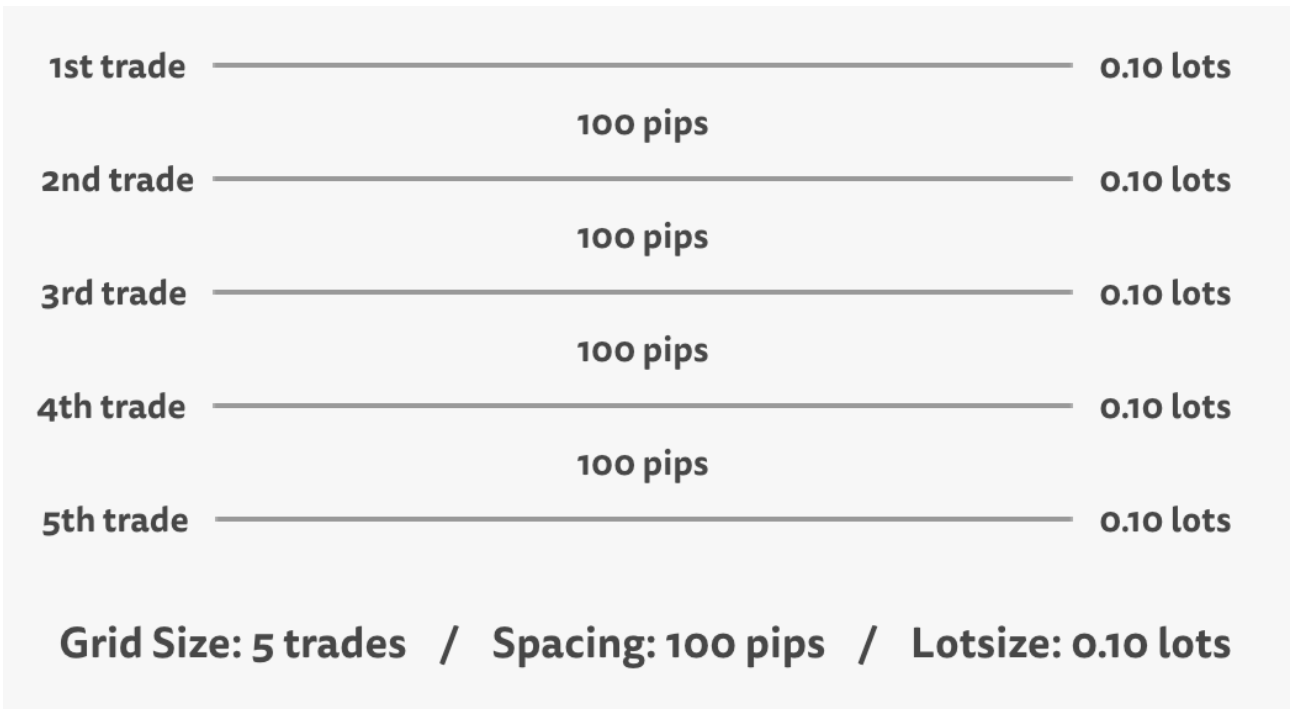 1st trade 0.10 lots
100 pips
2nd trade 0.10 lots
100 pips
3rd trade 0.10 lots
100 pips
4th trade 0.10 lots
100 pips
5th trade 0.10 lots
Grid Size: 5 trades / Spacing: 100 pips / Lotsize: 0.10 lots